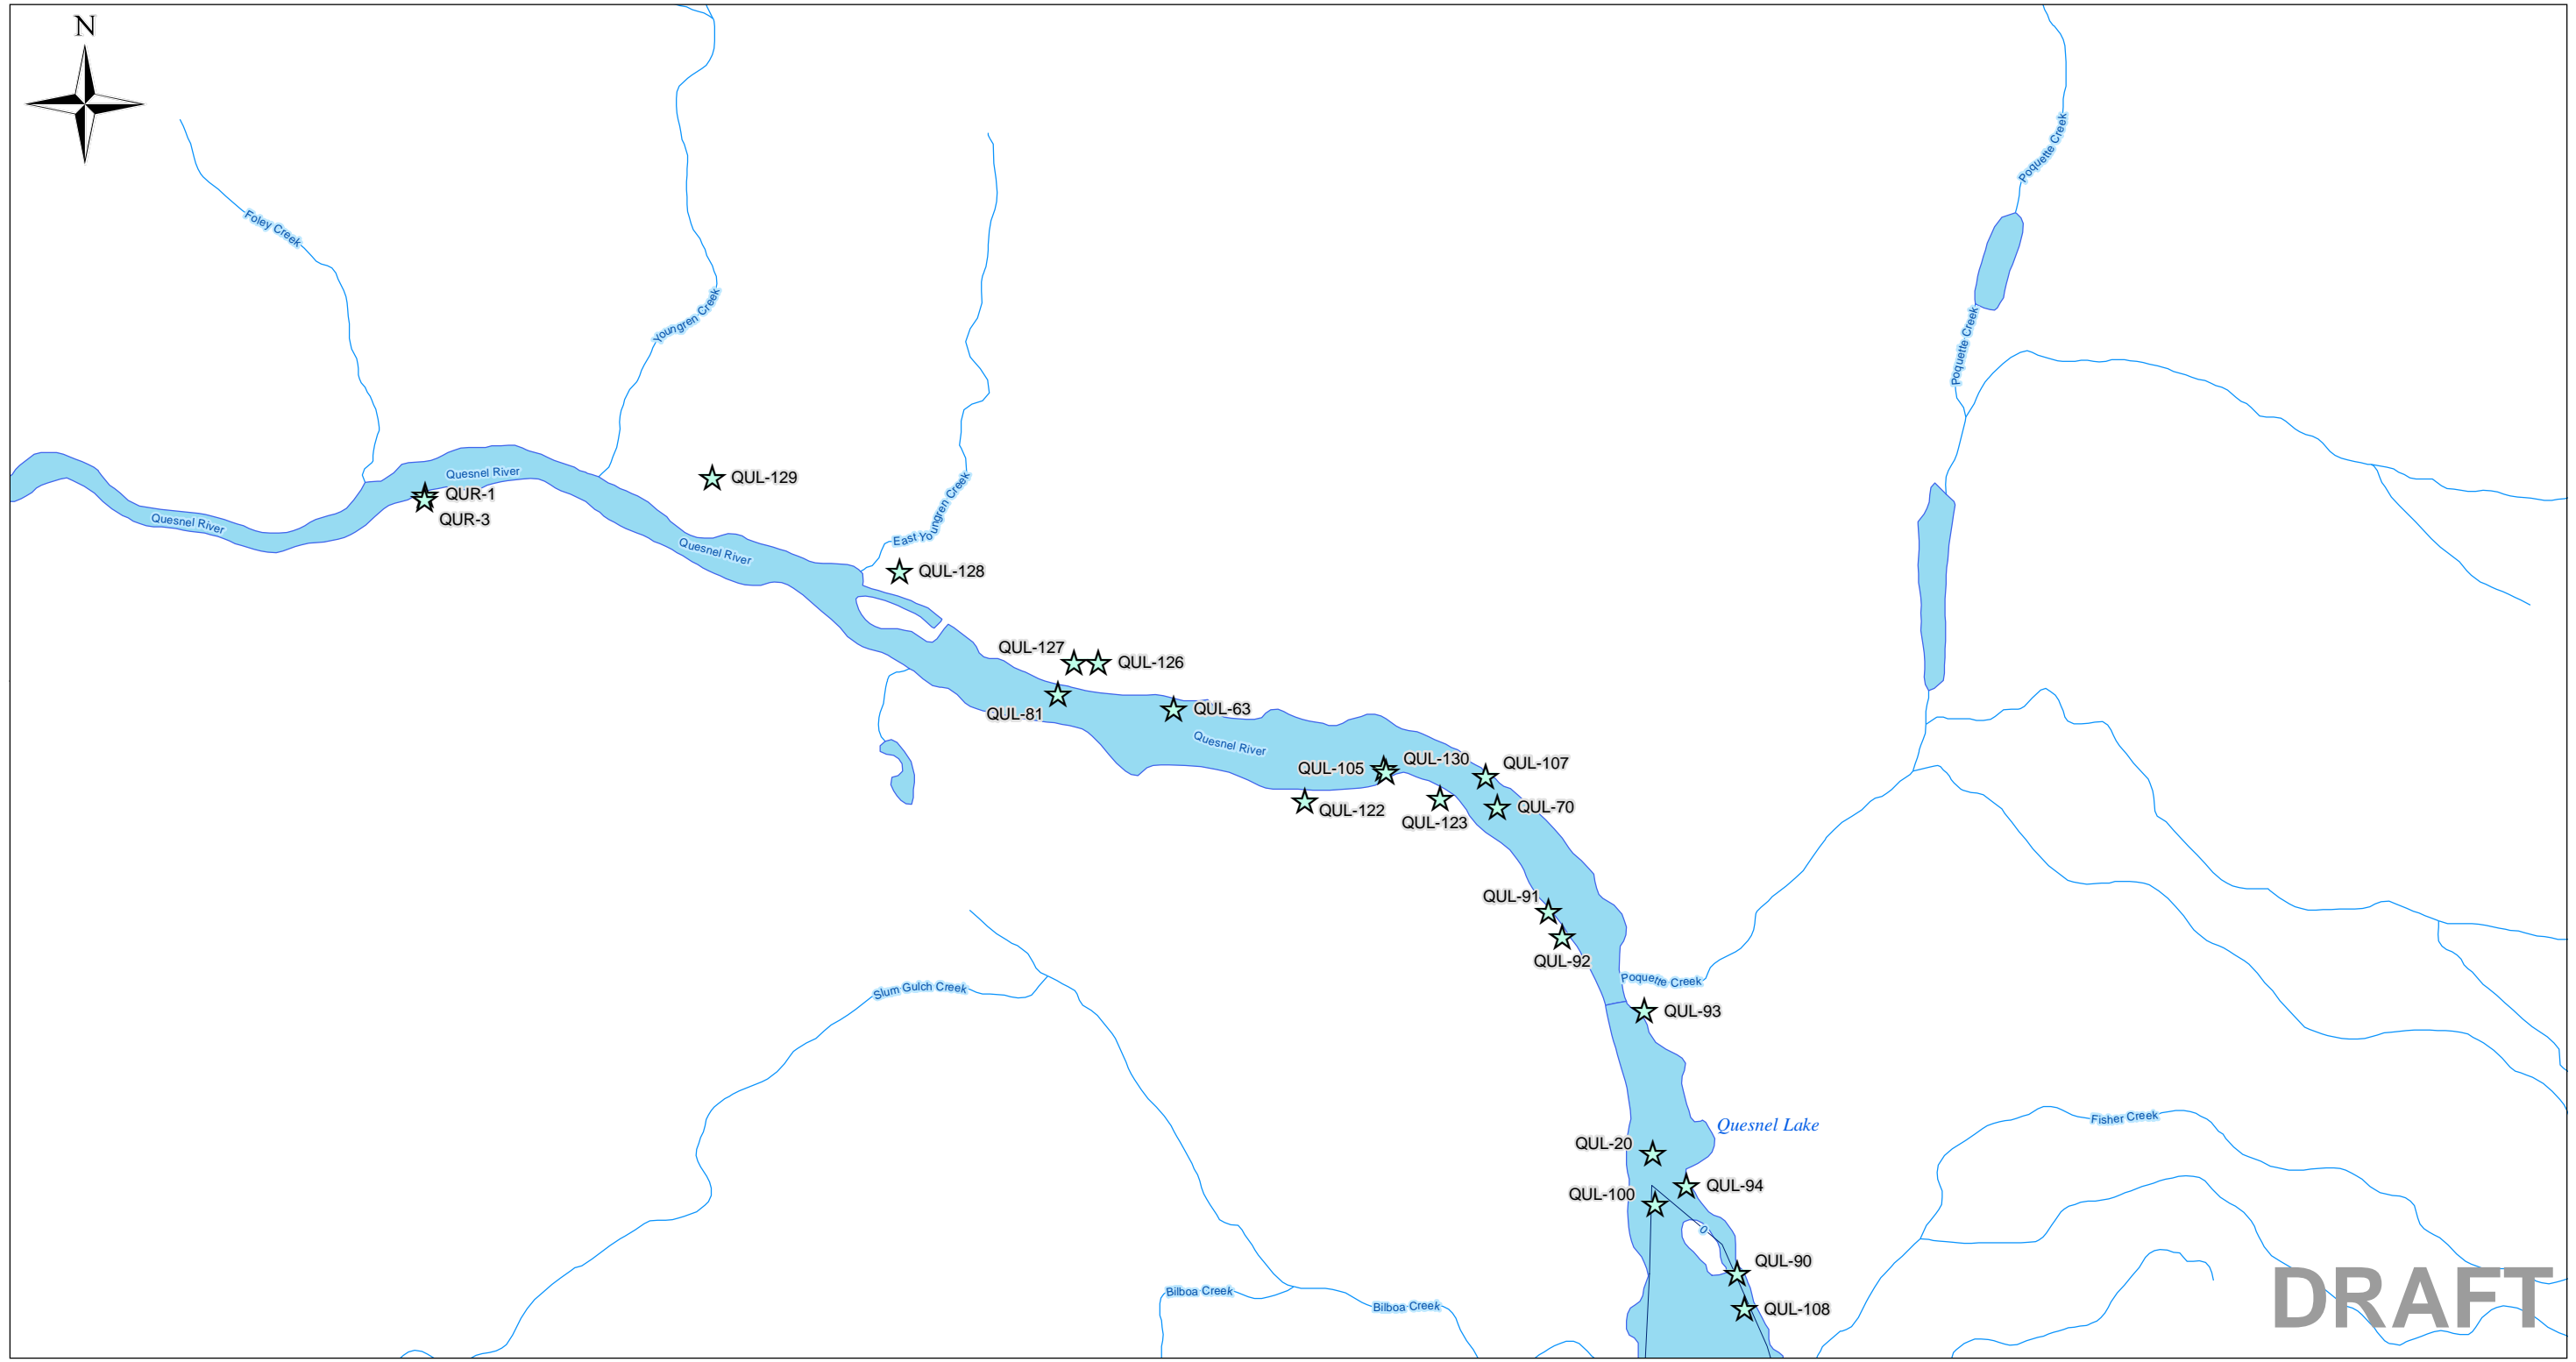 N
Poquette Creek
Foley Creek
Youngren Creek
Poquette Creek
Quesnel River
QUL-129
QUR-1
QUR-3
Quesnel River
East Youngren Creek
Quesnel River
QUL-128
QUL-127
QUL-126
QUL-81
QUL-63
Quesnel River
QUL-130
QUL-107
QUL-105
QUL-70
QUL-122
QUL-123
QUL-91
QUL-92
Poquette Creek
Slum Gulch Creek
QUL-93
Fisher Creek
Quesnel Lake
QUL-20
QUL-94
QUL-100
0
QUL-90
Bilboa Creek
Bilboa Creek
QUL-108
DRAFT